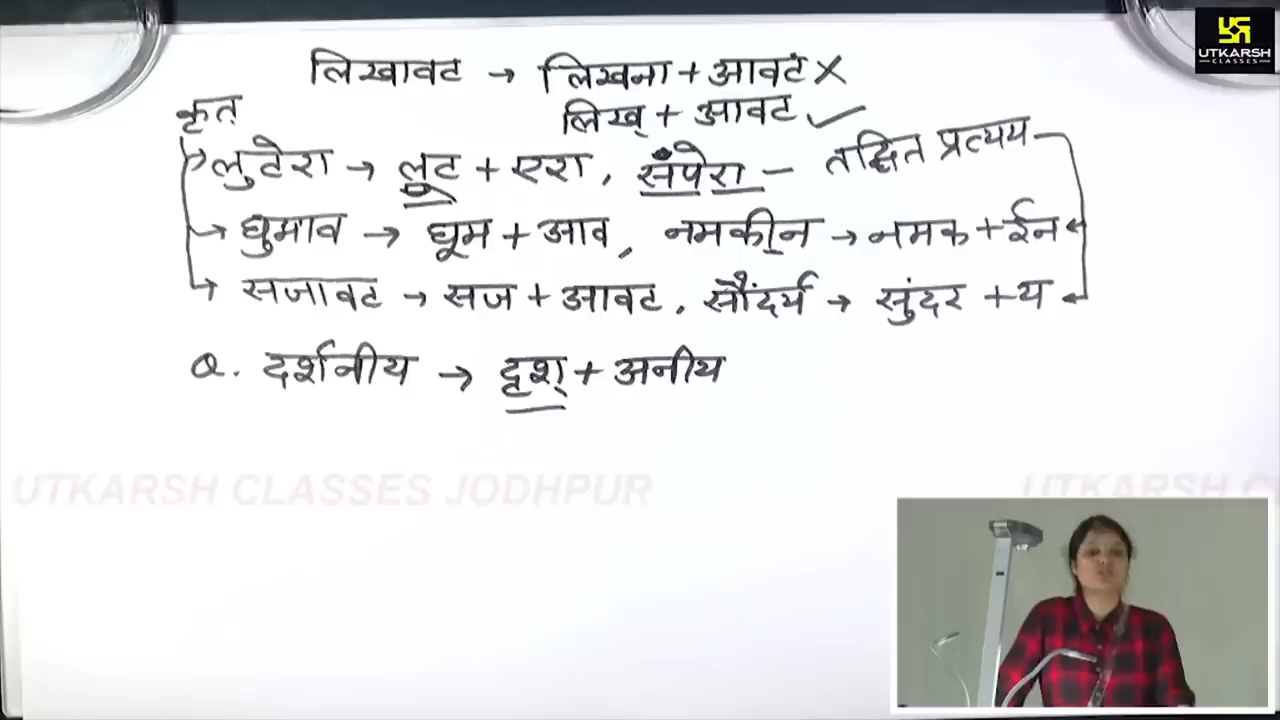 लिखावट → लिखना + आवट ✗
लिख् + आवट ✓
कृत्
लुटेरा → लूट + एरा, सँपेरा - तद्धित प्रत्यय
घुमाव → घूम + आव, नमकीन → नमक + ईन
सजावट → सज + आवट, सौंदर्य → सुंदर + य
Q. दर्शनीय → दृश् + अनीय
UTKARSH CLASSES JODHPUR
UTKARSH C
UTKARSH
CLASSES